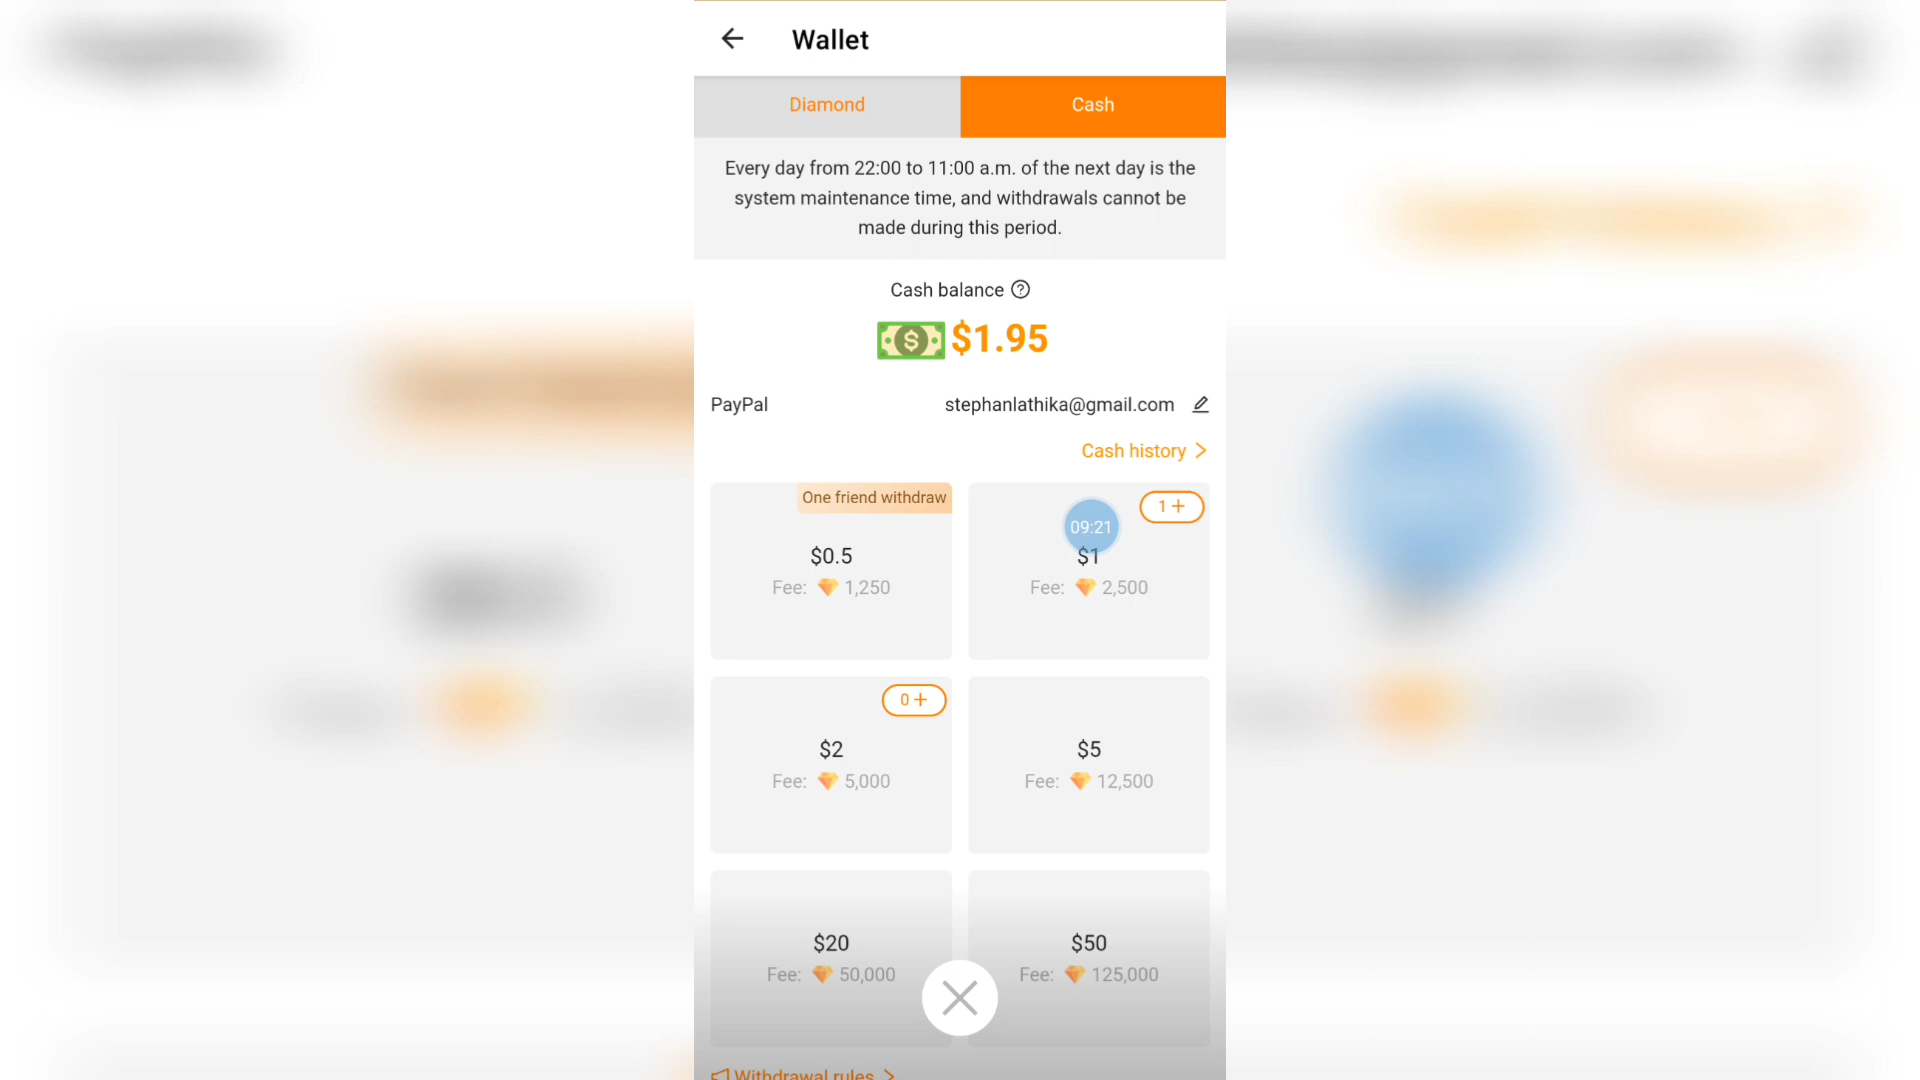 Wallet
Diamond
Cash
Every day from 22:00 to 11:00 a.m. of the next day is the
system maintenance time, and withdrawals cannot be
made during this period.
Cash balance
$1.95
PayPal
stephanlathika@gmail.com
Cash history
One friend withdraw
$0.5
Fee: 1,250
1+
09:21
$1
Fee: 2,500
0+
$2
Fee: 5,000
$5
Fee: 12,500
$20
Fee: 50,000
$50
Fee: 125,000
Withdrawal rules